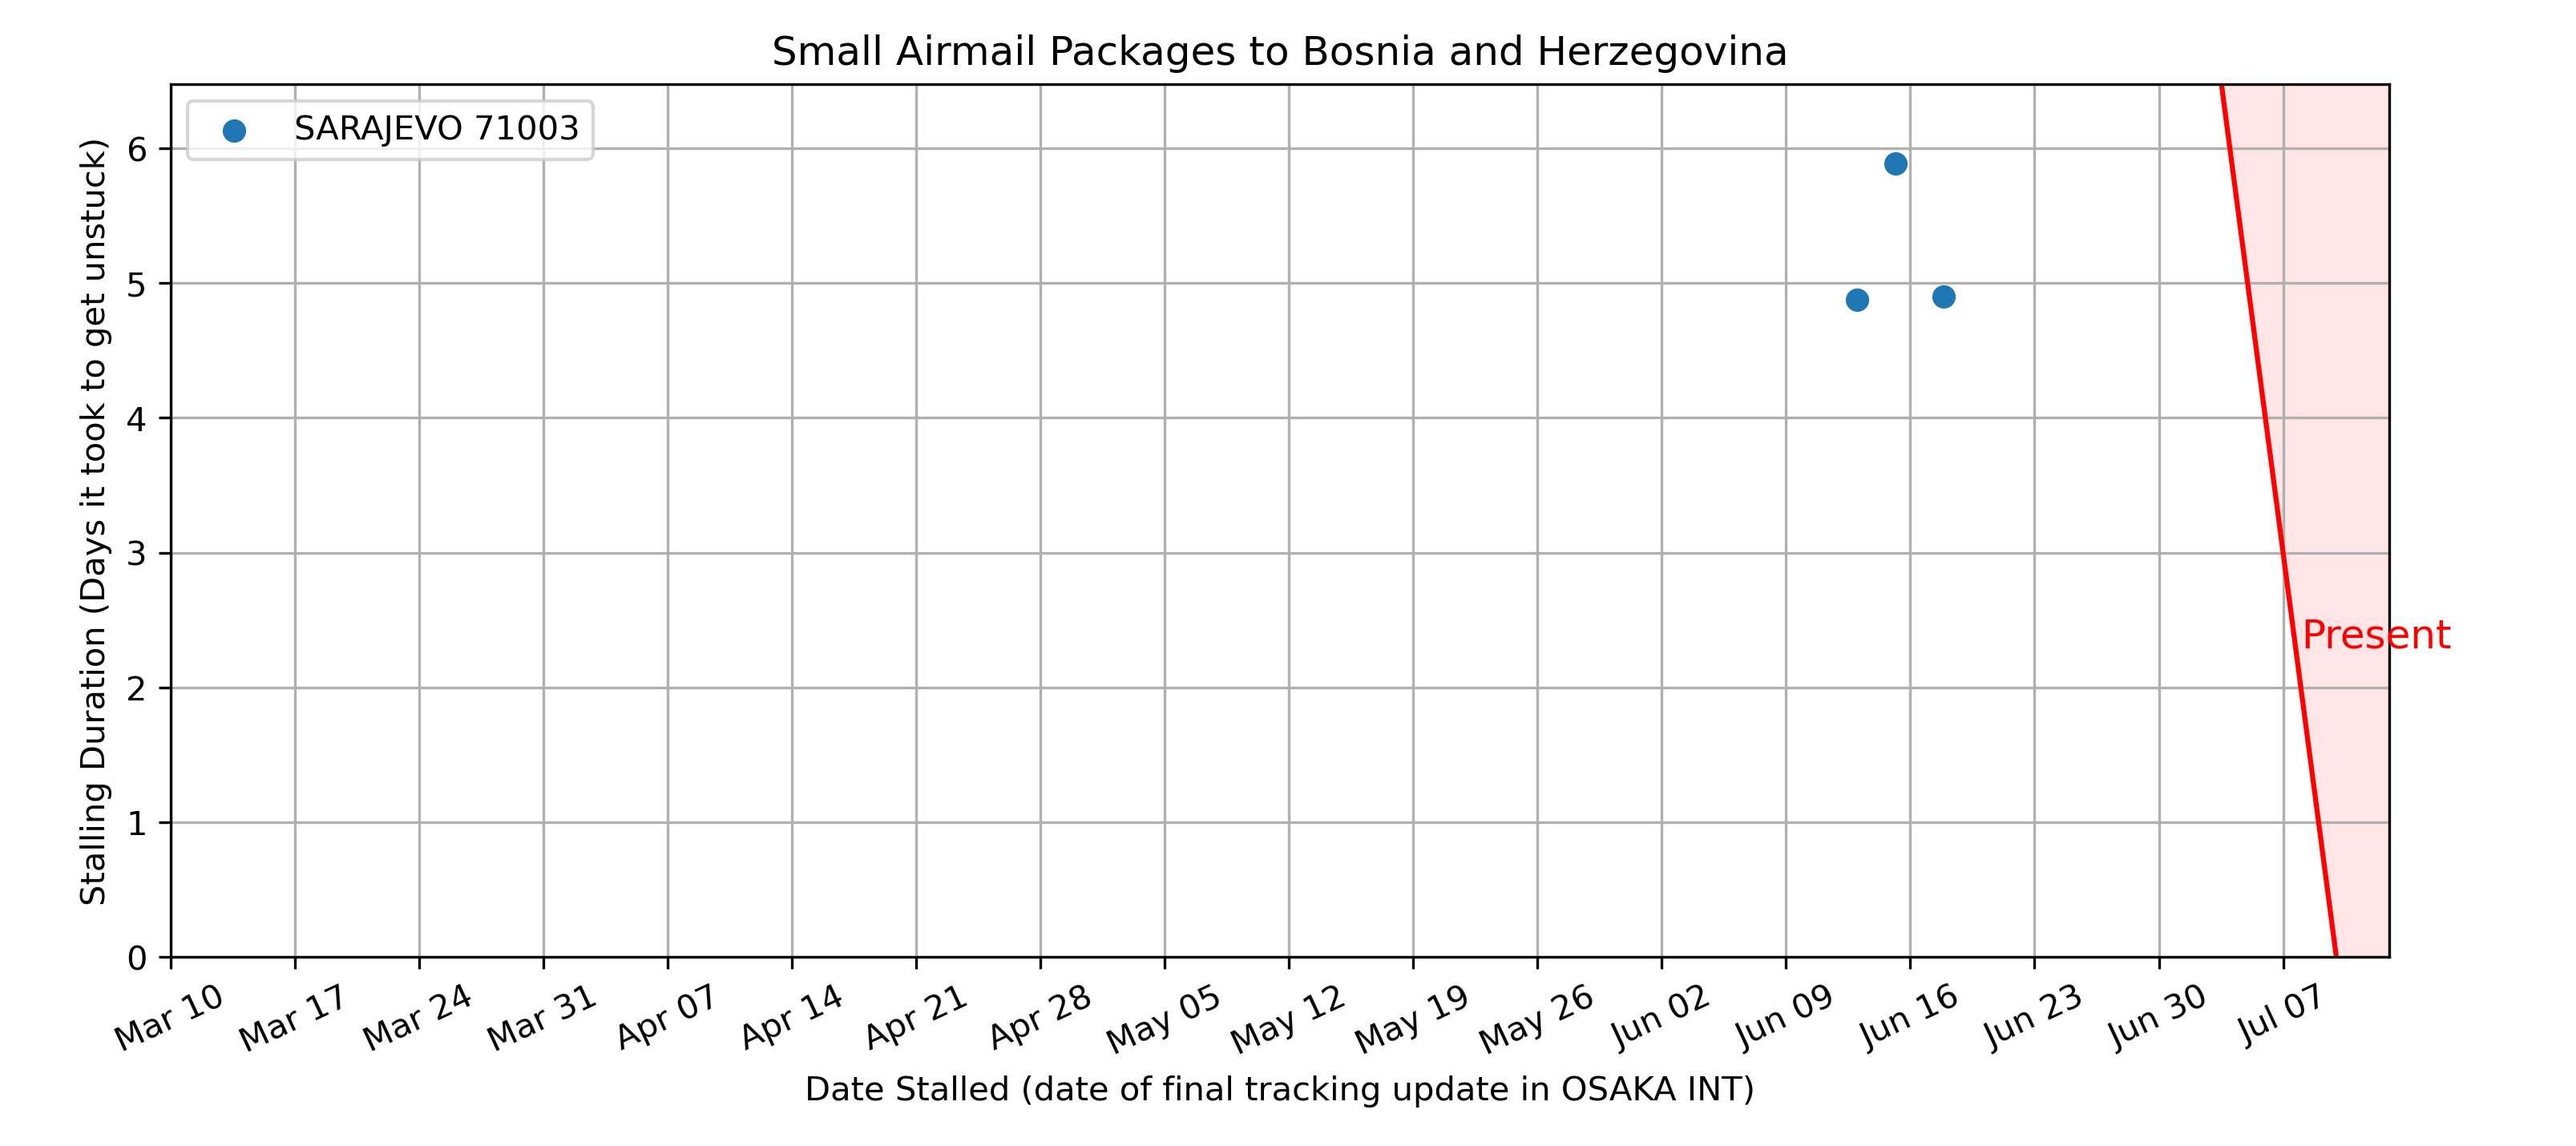 Small Airmail Packages to Bosnia and Herzegovina
SARAJEVO 71003
Stalling Duration (Days it took to get unstuck)
6
5
4
3
2
1
0
Present
Mar 10
Mar 17
Mar 24
Mar 31
Apr 07
Apr 14
Apr 21
Apr 28
May 05
May 12
May 19
May 26
Jun 02
Jun 09
Jun 16
Jun 23
Jun 30
Jul 07
Date Stalled (date of final tracking update in OSAKA INT)